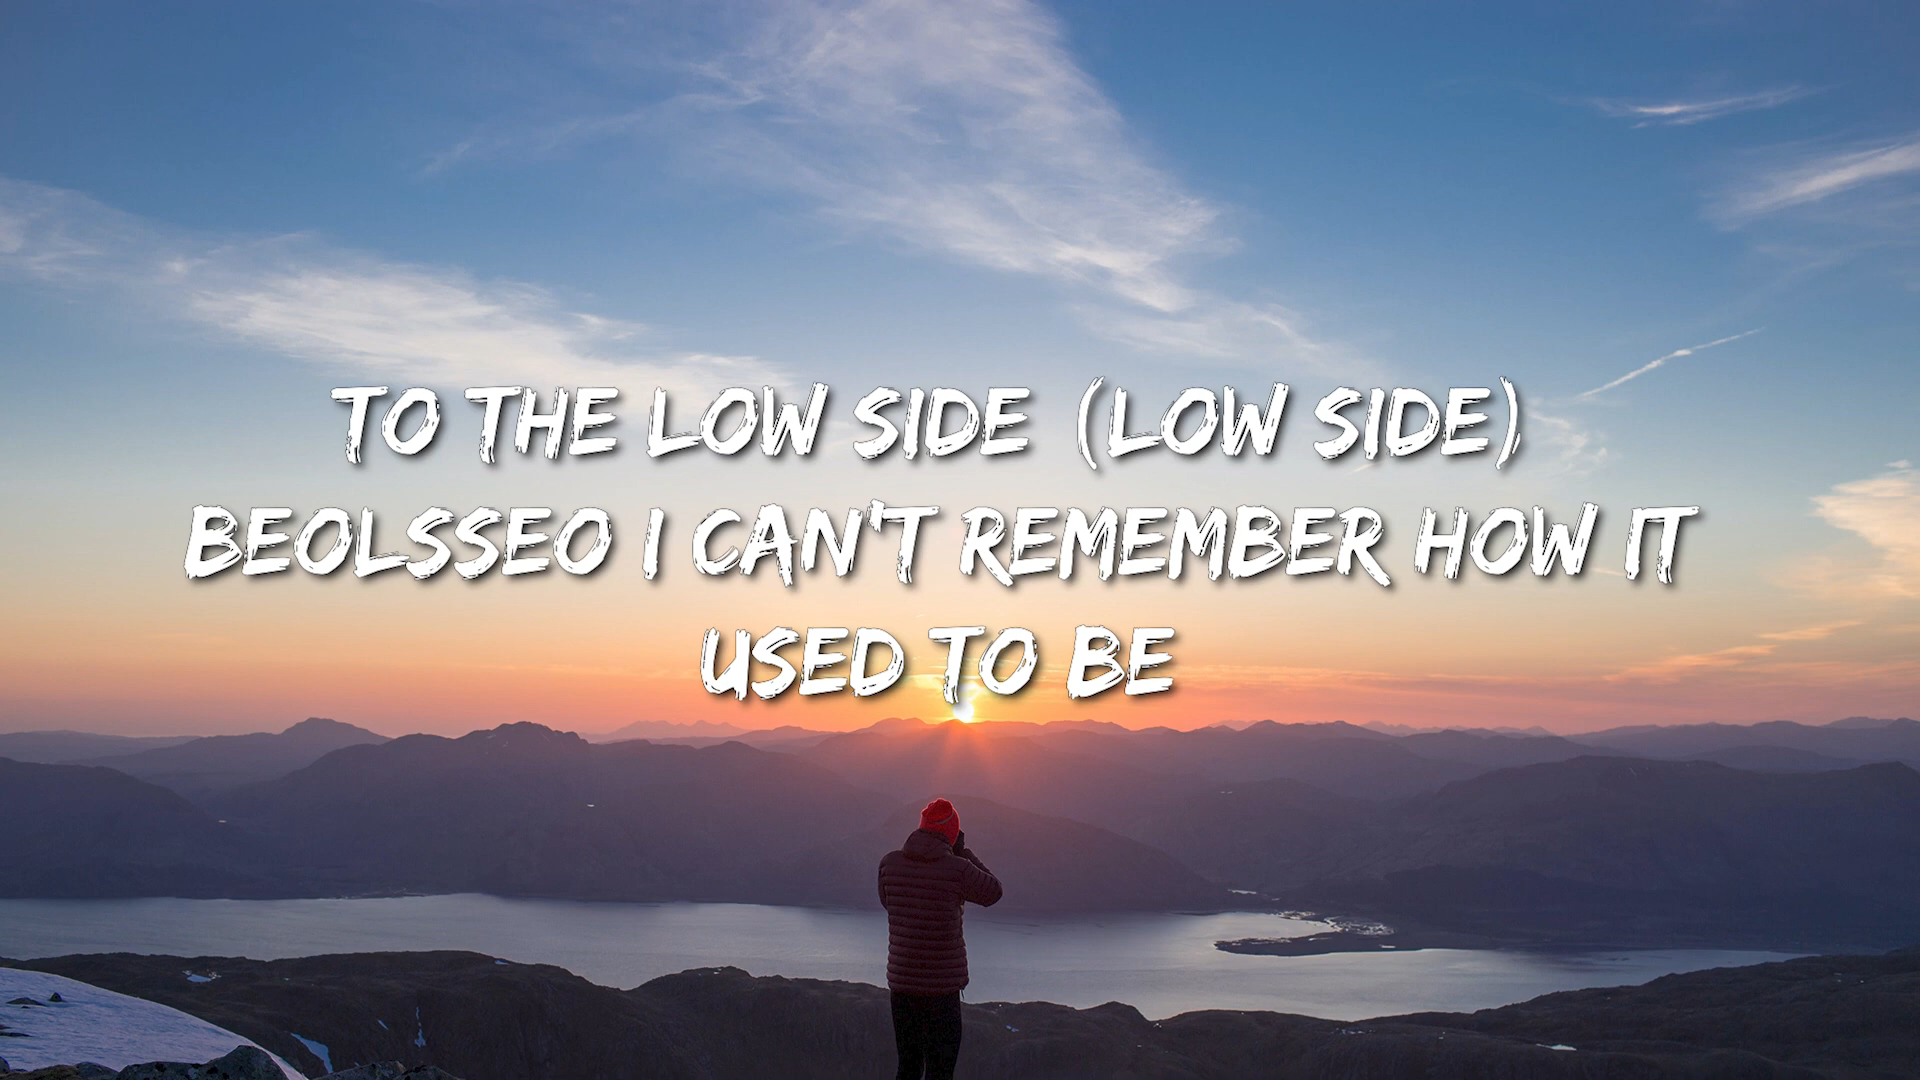 TO THE LOW SIDE (LOW SIDE)
BEOLSSEO I CAN'T REMEMBER HOW IT
USED TO BE